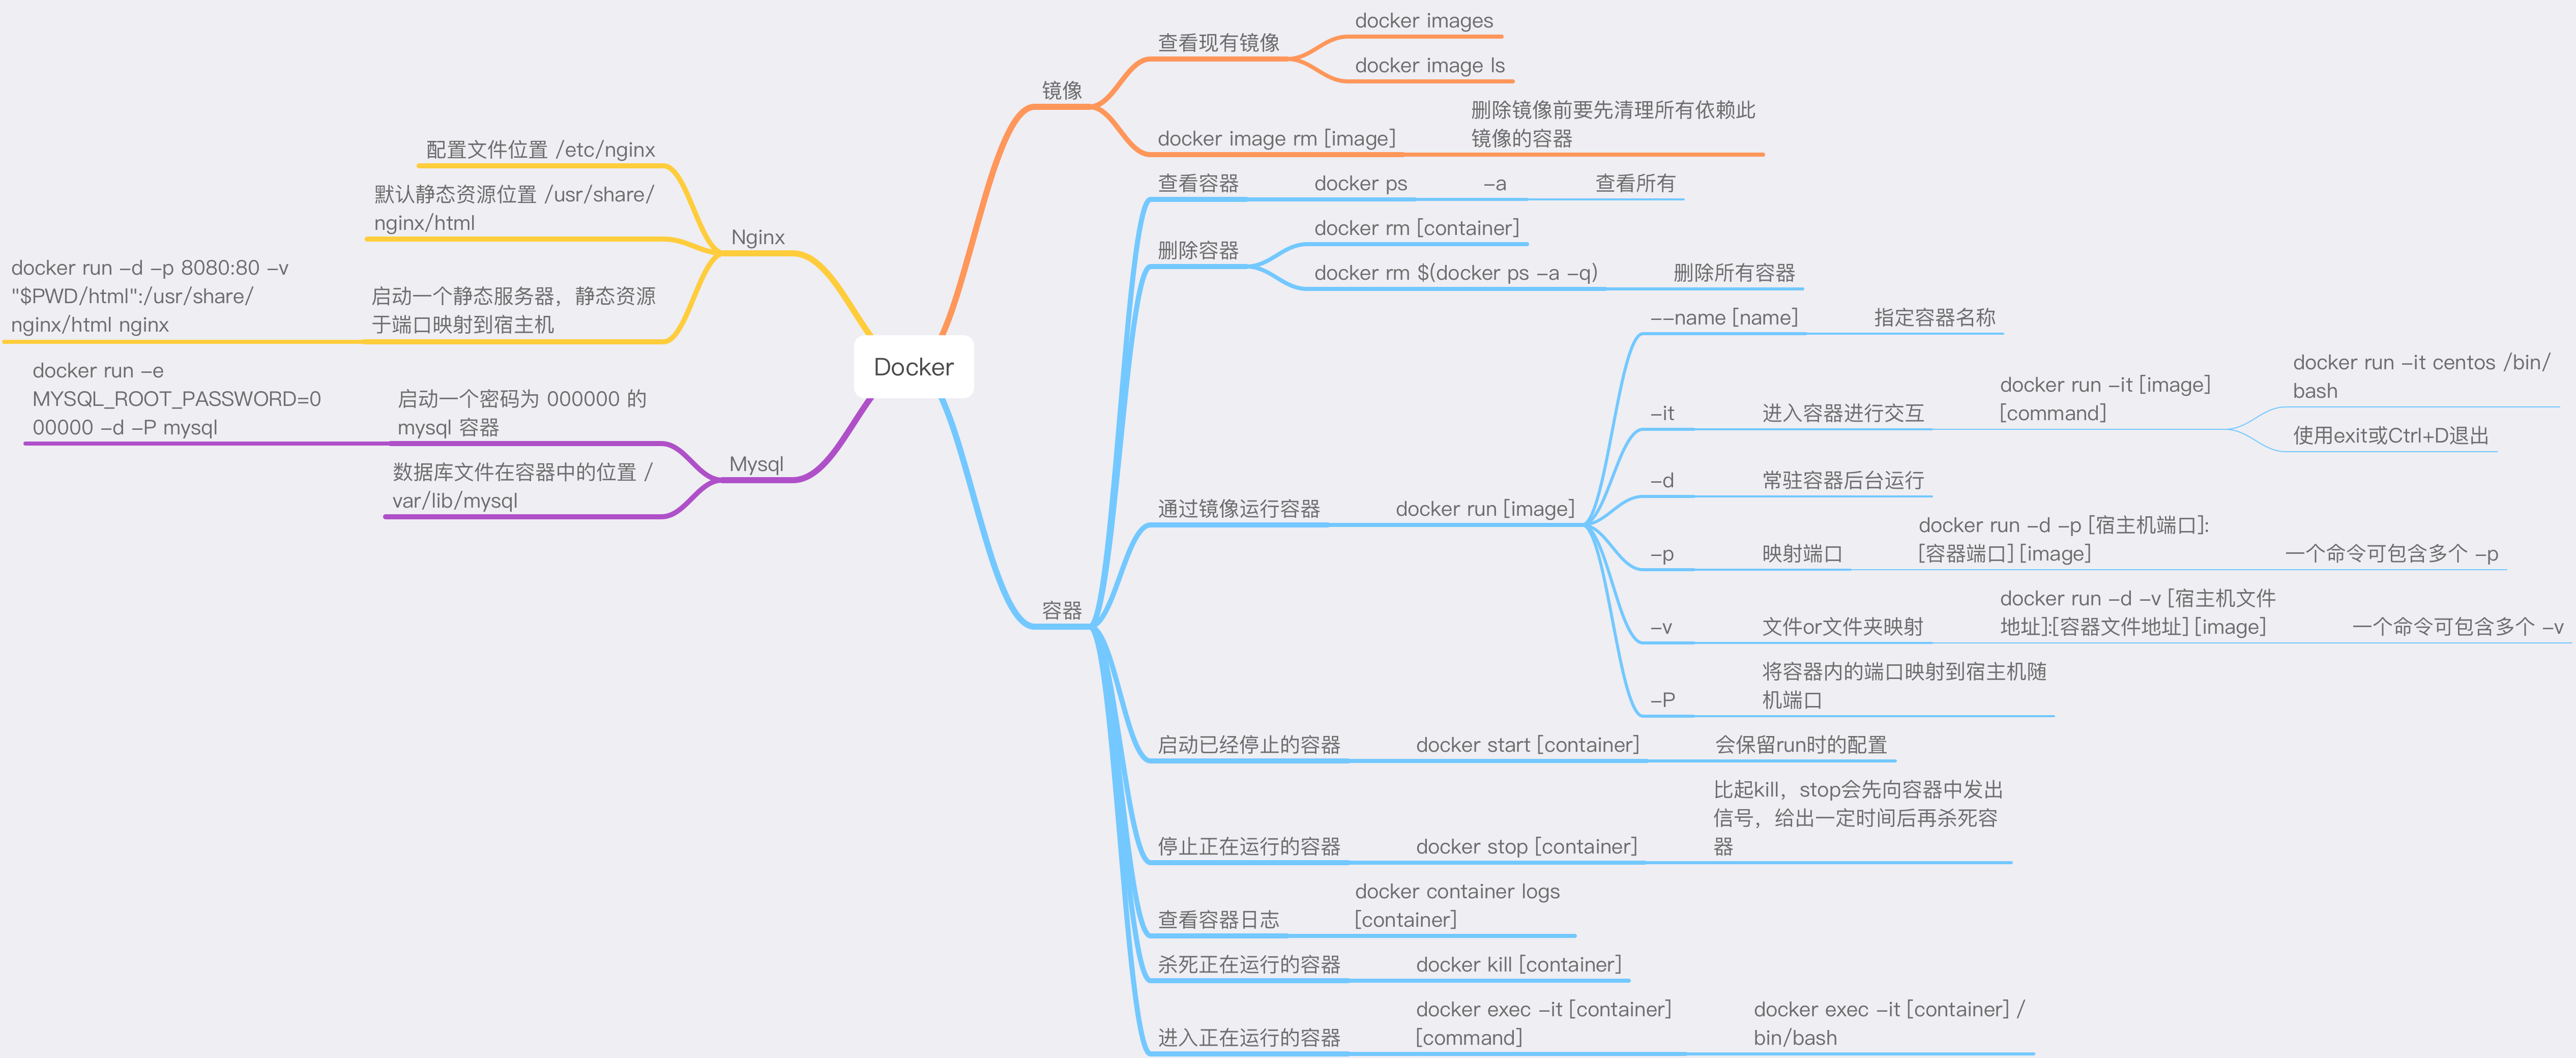 Docker
镜像
查看现有镜像
docker images
docker image ls
docker image rm [image]
删除镜像前要先清理所有依赖此
镜像的容器
容器
查看容器
docker ps
-a
查看所有
删除容器
docker rm [container]
docker rm $(docker ps -a -q)
删除所有容器
通过镜像运行容器
docker run [image]
--name [name]
指定容器名称
-it
进入容器进行交互
docker run -it [image]
[command]
docker run -it centos /bin/
bash
使用exit或Ctrl+D退出
-d
常驻容器后台运行
-p
映射端口
docker run -d -p [宿主机端口]:
[容器端口] [image]
一个命令可包含多个 -p
-v
文件or文件夹映射
docker run -d -v [宿主机文件
地址]:[容器文件地址] [image]
一个命令可包含多个 -v
-P
将容器内的端口映射到宿主机随
机端口
启动已经停止的容器
docker start [container]
会保留run时的配置
停止正在运行的容器
docker stop [container]
比起kill，stop会先向容器中发出
信号，给出一定时间后再杀死容
器
查看容器日志
docker container logs
[container]
杀死正在运行的容器
docker kill [container]
进入正在运行的容器
docker exec -it [container]
[command]
docker exec -it [container] /
bin/bash
Nginx
配置文件位置 /etc/nginx
默认静态资源位置 /usr/share/
nginx/html
启动一个静态服务器，静态资源
于端口映射到宿主机
docker run -d -p 8080:80 -v
"$PWD/html":/usr/share/
nginx/html nginx
Mysql
启动一个密码为 000000 的
mysql 容器
docker run -e
MYSQL_ROOT_PASSWORD=0
00000 -d -P mysql
数据库文件在容器中的位置 /
var/lib/mysql